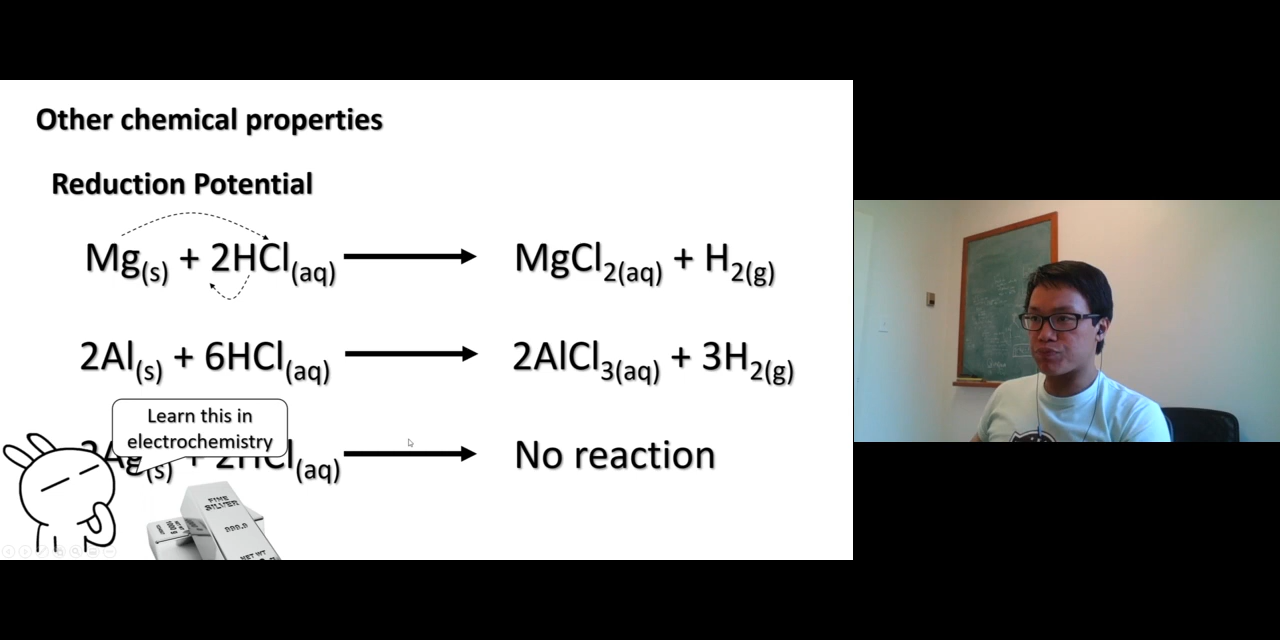 Other chemical properties
Reduction Potential
Mg(s) + 2HCl(aq) MgCl2(aq) + H2(g)
2Al(s) + 6HCl(aq) 2AlCl3(aq) + 3H2(g)
Learn this in
electrochemistry
2Ag(s) + 2HCl(aq) No reaction
FINE
SILVER
999.9
NET WT